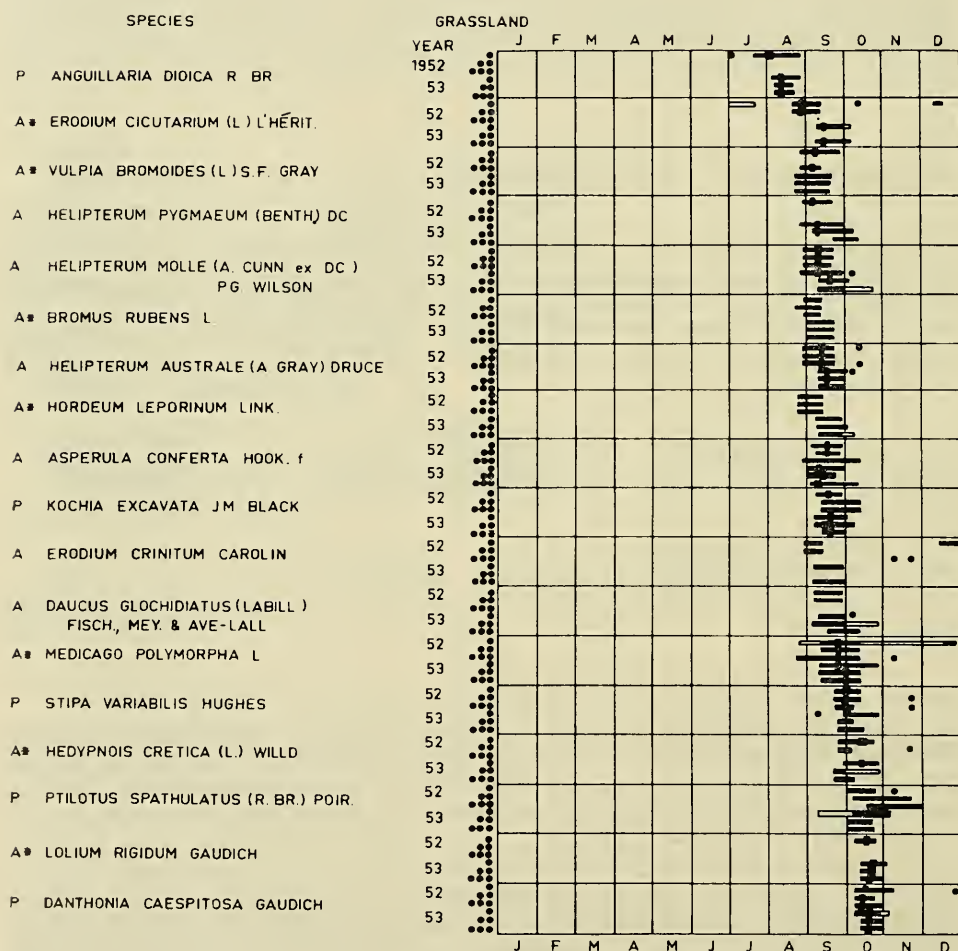 SPECIES GRASSLAND
YEAR J F M A M J J A S O N D
P ANGUILLARIA DIOICA R BR 1952
53
A* ERODIUM CICUTARIUM (L) L'HÉRIT. 52
53
A* VULPIA BROMOIDES (L) S.F. GRAY 52
53
A HELIPTERUM PYGMAEUM (BENTH) DC 52
53
A HELIPTERUM MOLLE (A. CUNN ex DC) 52
P.G. WILSON 53
A* BROMUS RUBENS L 52
53
A HELIPTERUM AUSTRALE (A GRAY) DRUCE 52
53
A* HORDEUM LEPORINUM LINK. 52
53
A ASPERULA CONFERTA HOOK. f 52
53
P KOCHIA EXCAVATA J M BLACK 52
53
A ERODIUM CRINITUM CAROLIN 52
53
A DAUCUS GLOCHIDIATUS (LABILL) 52
FISCH., MEY. & AVE-LALL 53
A* MEDICAGO POLYMORPHA L 52
53
P STIPA VARIABILIS HUGHES 52
53
A* HEDYPNOIS CRETICA (L.) WILLD 52
53
P PTILOTUS SPATHULATUS (R. BR.) POIR. 52
53
A* LOLIUM RIGIDUM GAUDICH 52
53
P DANTHONIA CAESPITOSA GAUDICH 52
53
J F M A M J J A S O N D